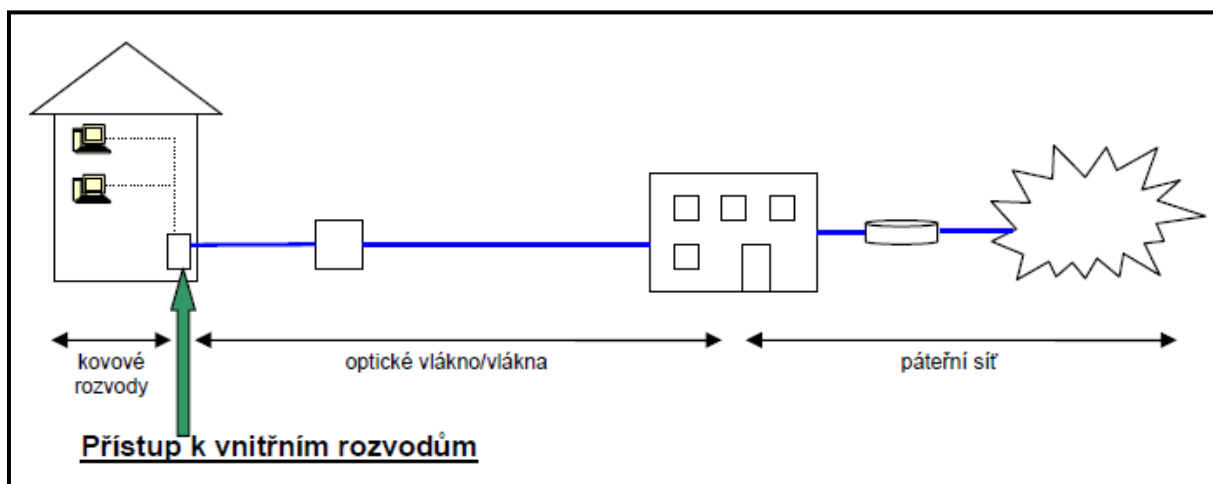 kovové
rozvody
optické vlákno/vlákna
páteřní síť
Přístup k vnitřním rozvodům